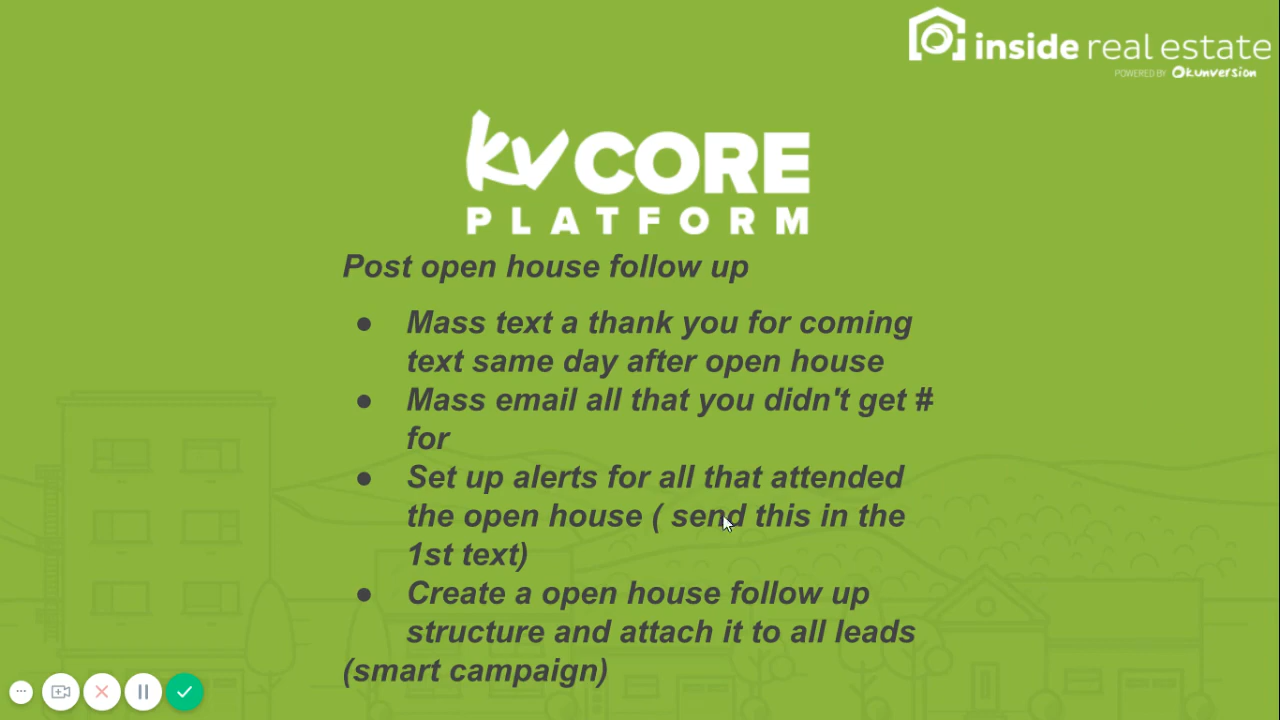 inside real estate
POWERED BY kunversion
kvCORE
PLATFORM
Post open house follow up
● Mass text a thank you for coming
text same day after open house
● Mass email all that you didn't get #
for
● Set up alerts for all that attended
the open house ( send this in the
1st text)
● Create a open house follow up
structure and attach it to all leads
(smart campaign)